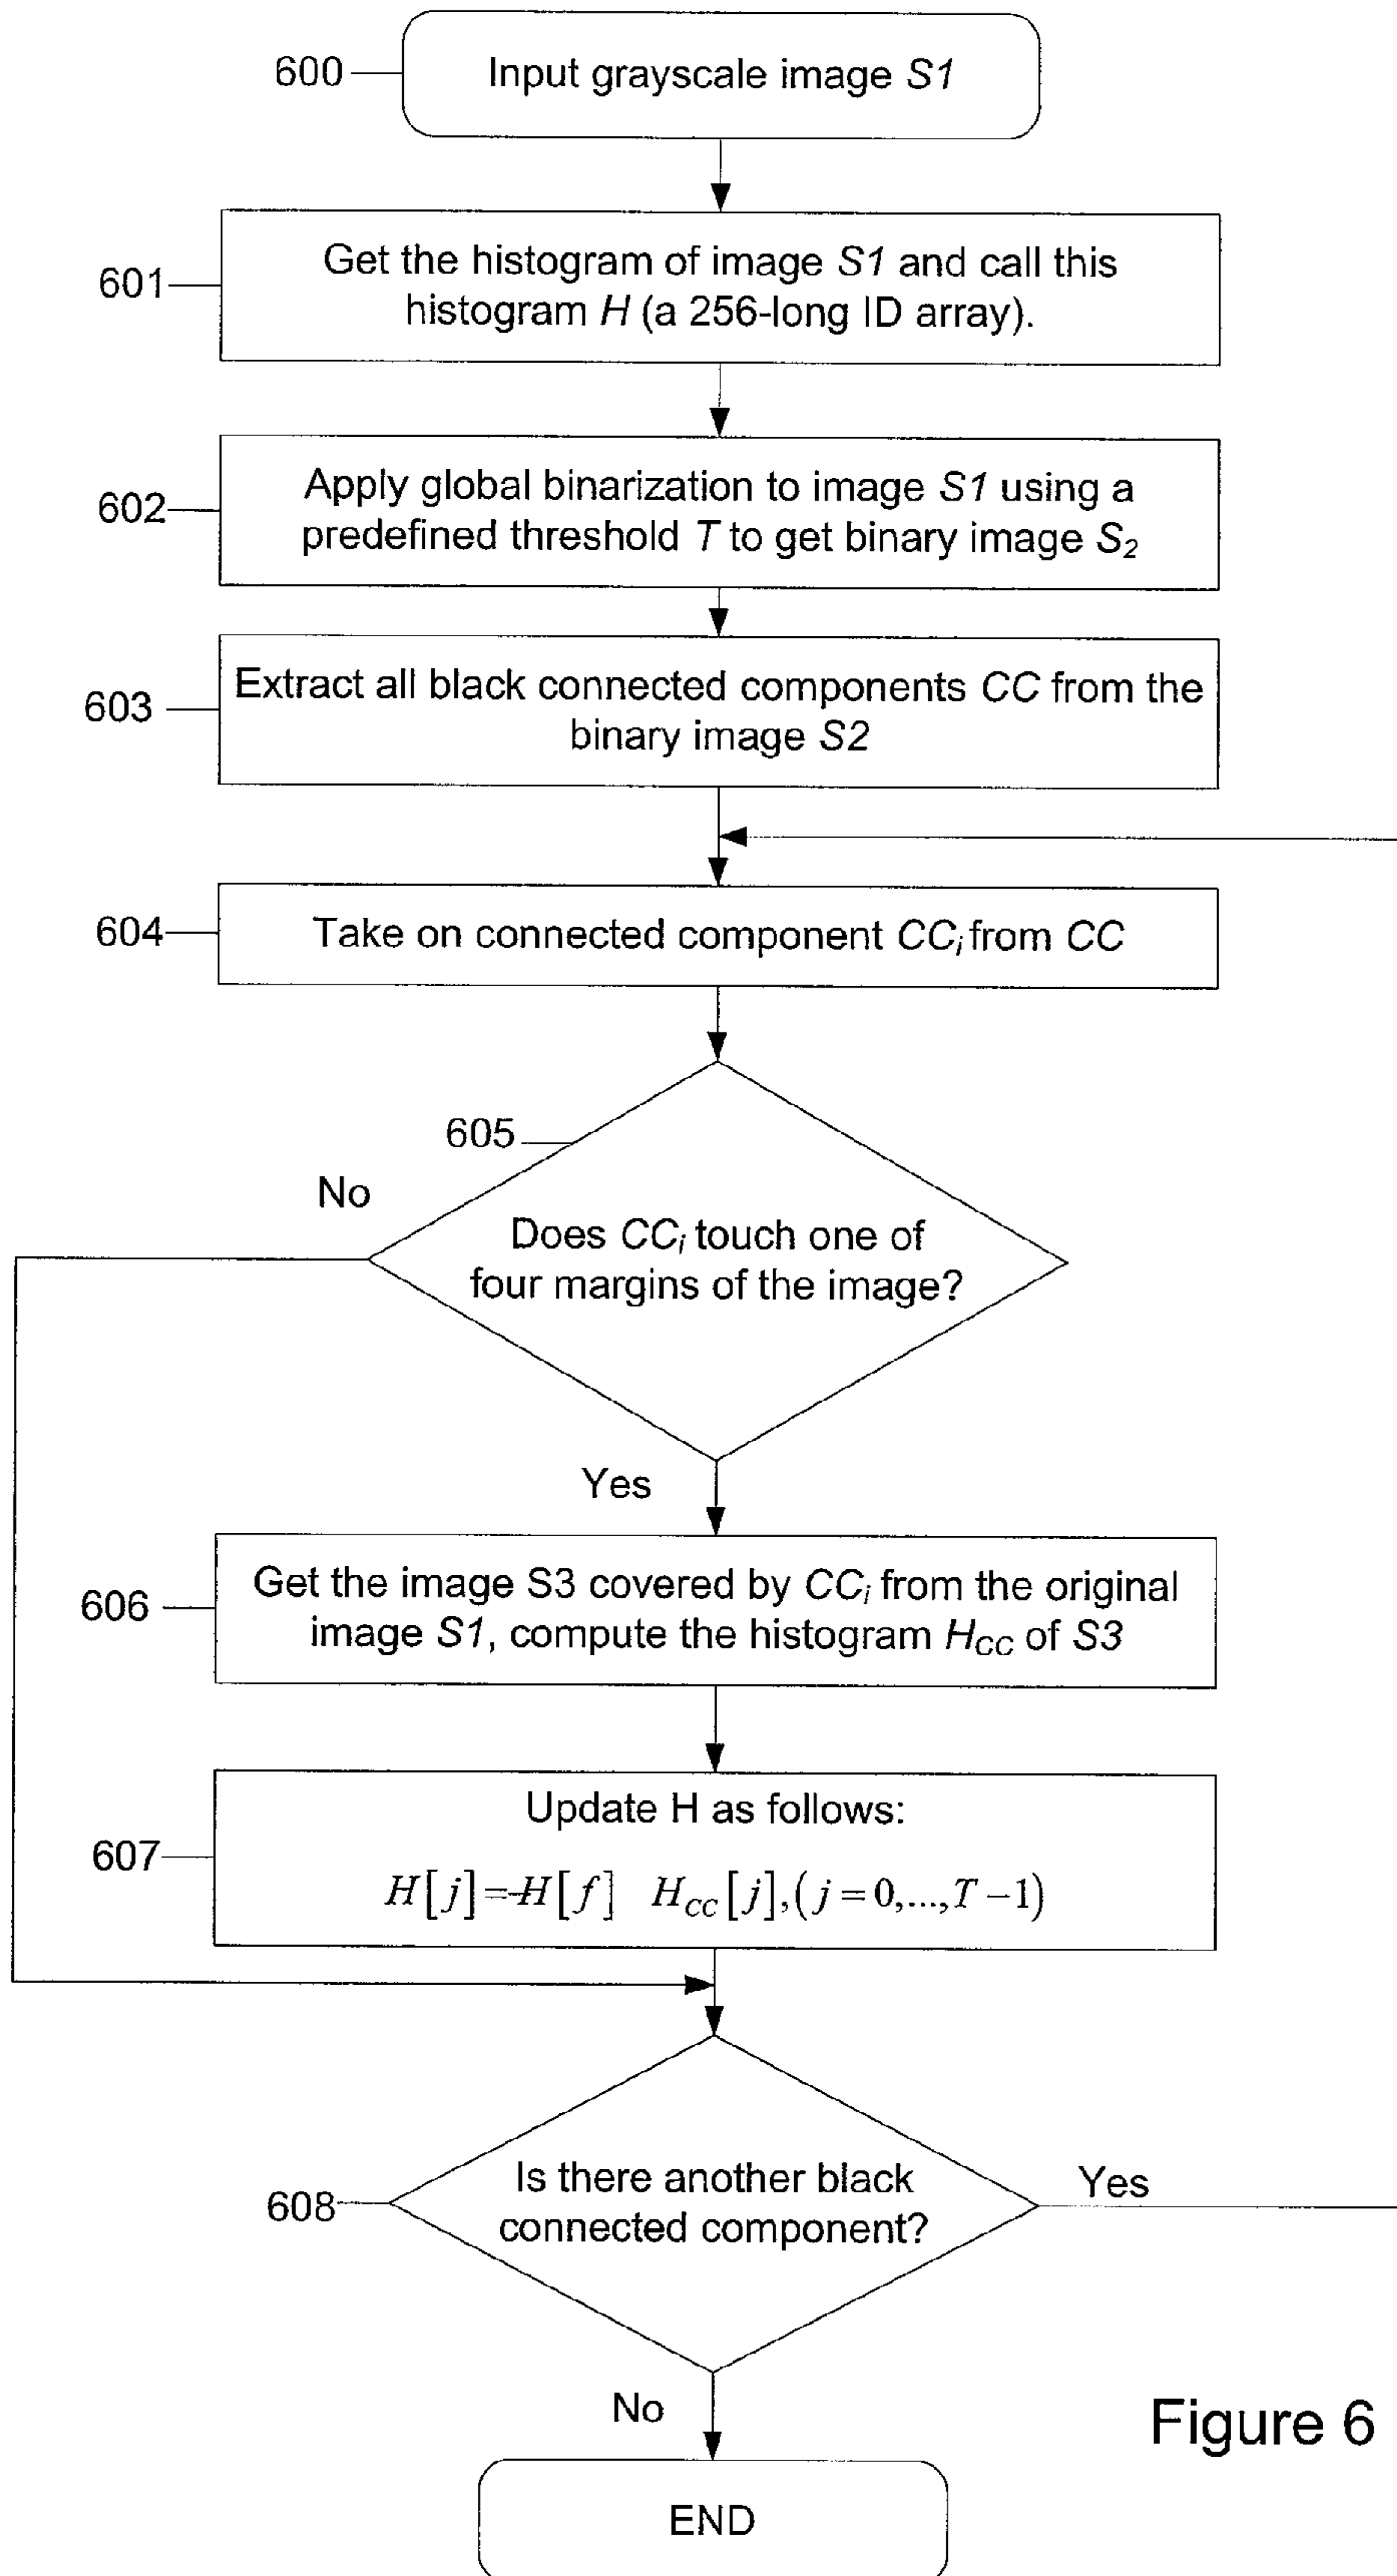 600
Input grayscale image S1
601
Get the histogram of image S1 and call this
histogram H (a 256-long ID array).
602
Apply global binarization to image S1 using a
predefined threshold T to get binary image S₂
603
Extract all black connected components CC from the
binary image S2
604
Take on connected component CCᵢ from CC
605
No
Does CCᵢ touch one of
four margins of the image?
Yes
606
Get the image S3 covered by CCᵢ from the original
image S1, compute the histogram H_CC of S3
607
Update H as follows:
H[j]=-H[f] H_CC[j],(j=0,...,T-1)
608
Is there another black
connected component?
Yes
No
Figure 6
END